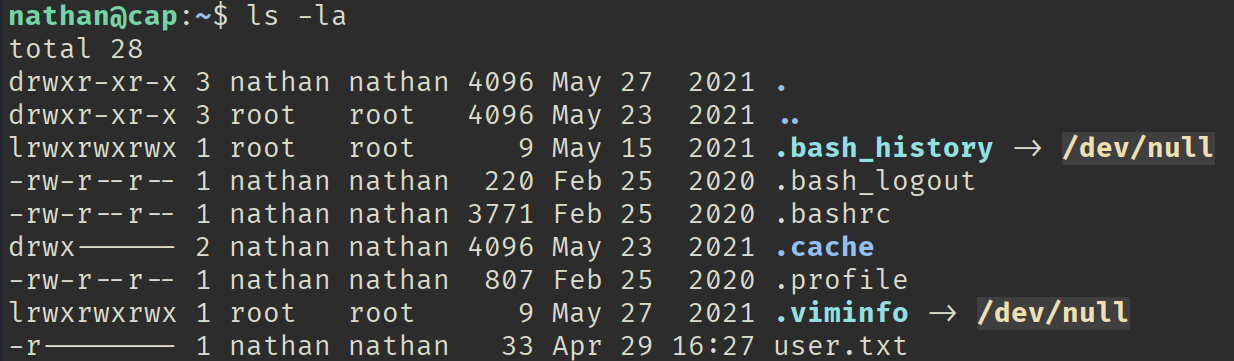 nathan@cap:~$ ls -la
total 28
drwxr-xr-x 3 nathan nathan 4096 May 27  2021 .
drwxr-xr-x 3 root   root   4096 May 23  2021 ..
lrwxrwxrwx 1 root   root      9 May 15  2021 .bash_history -> /dev/null
-rw-r--r-- 1 nathan nathan  220 Feb 25  2020 .bash_logout
-rw-r--r-- 1 nathan nathan 3771 Feb 25  2020 .bashrc
drwx------ 2 nathan nathan 4096 May 23  2021 .cache
-rw-r--r-- 1 nathan nathan  807 Feb 25  2020 .profile
lrwxrwxrwx 1 root   root      9 May 27  2021 .viminfo -> /dev/null
-r-------- 1 nathan nathan   33 Apr 29 16:27 user.txt